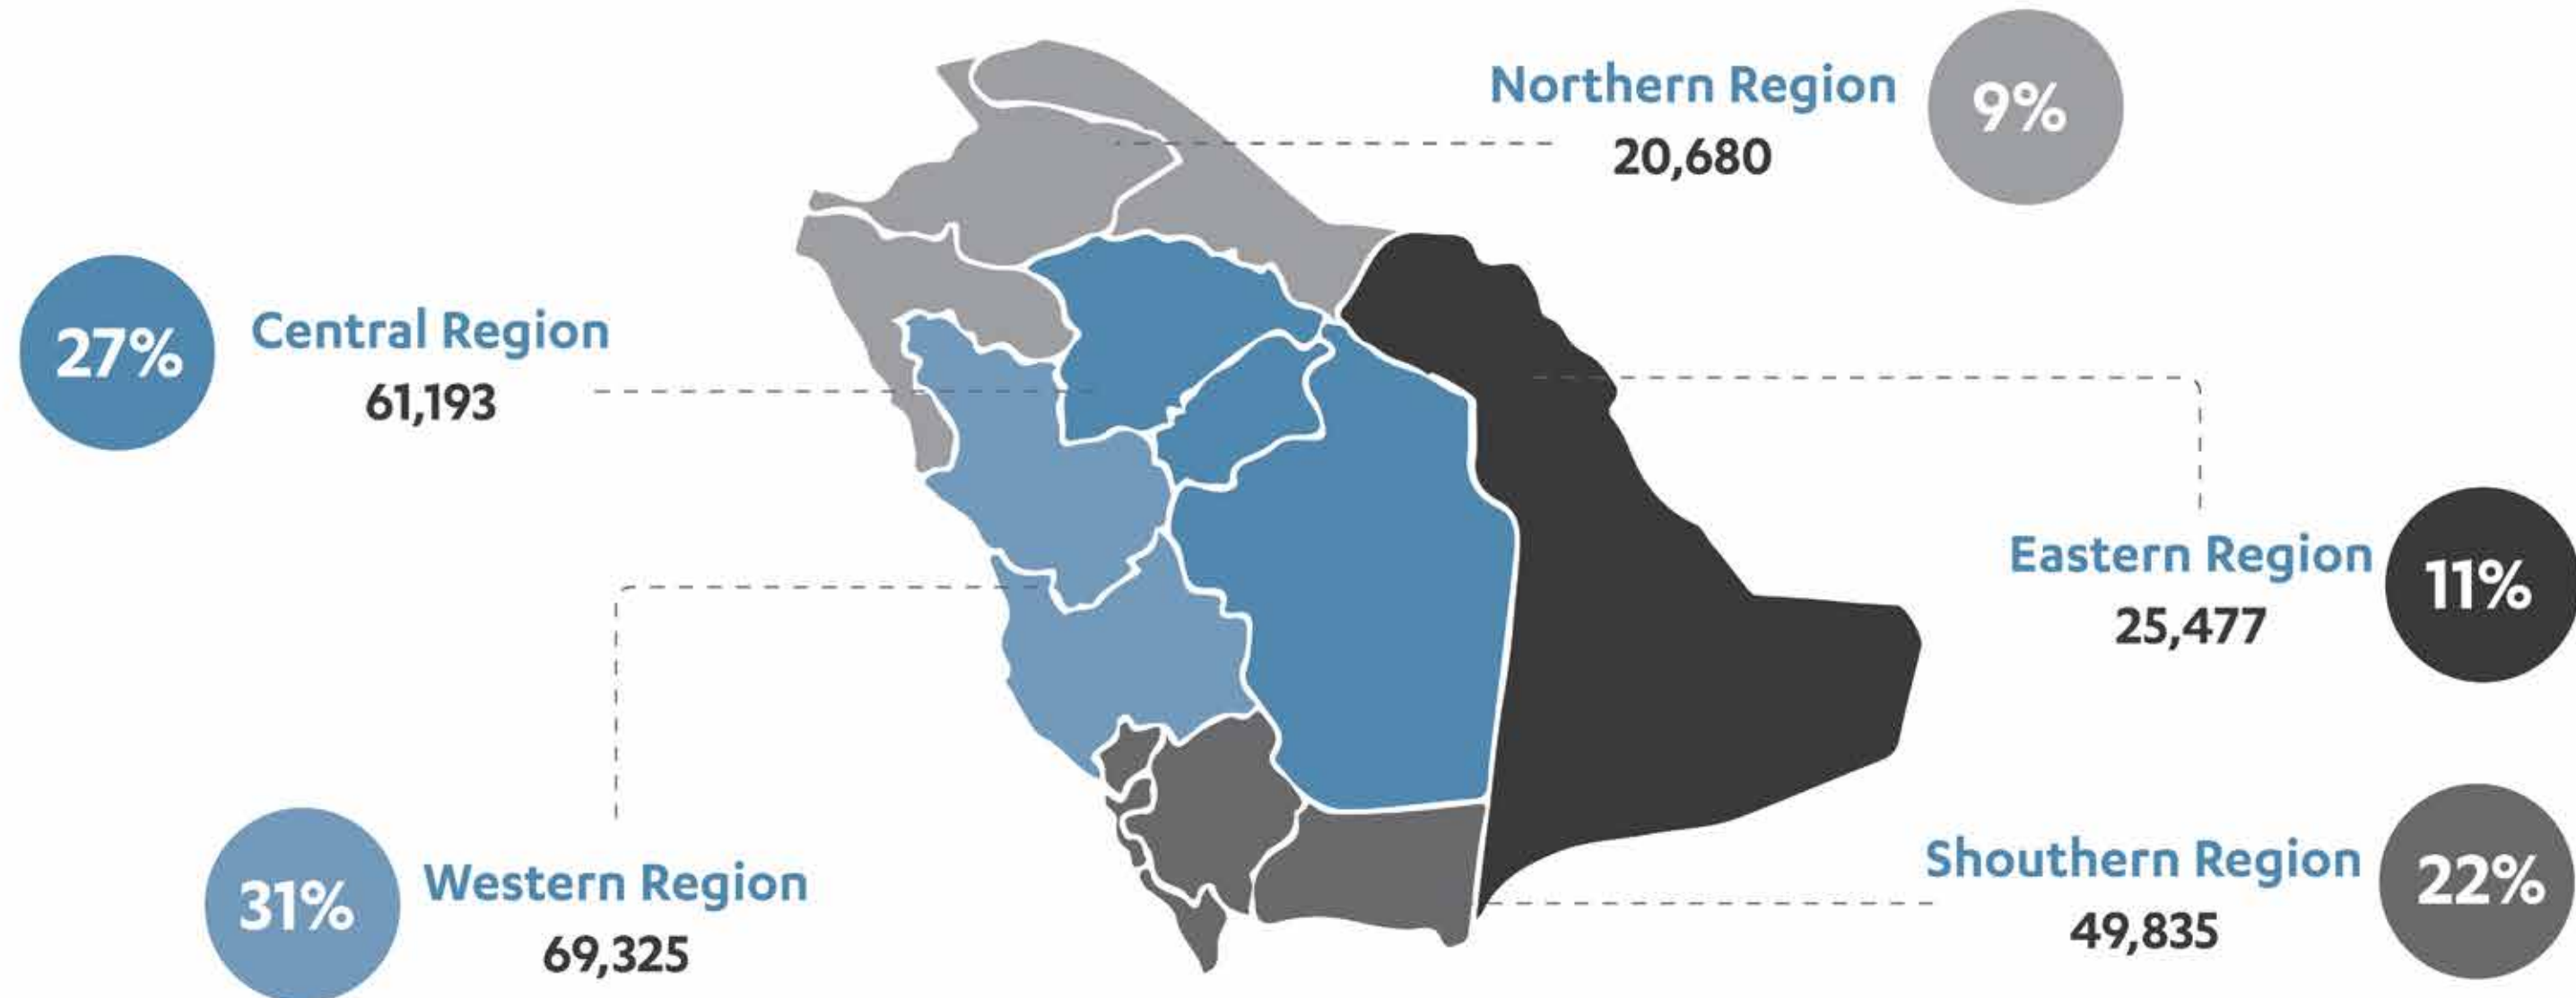 Northern Region
20,680
9%
27%
Central Region
61,193
Eastern Region
25,477
11%
31%
Western Region
69,325
Shouthern Region
49,835
22%